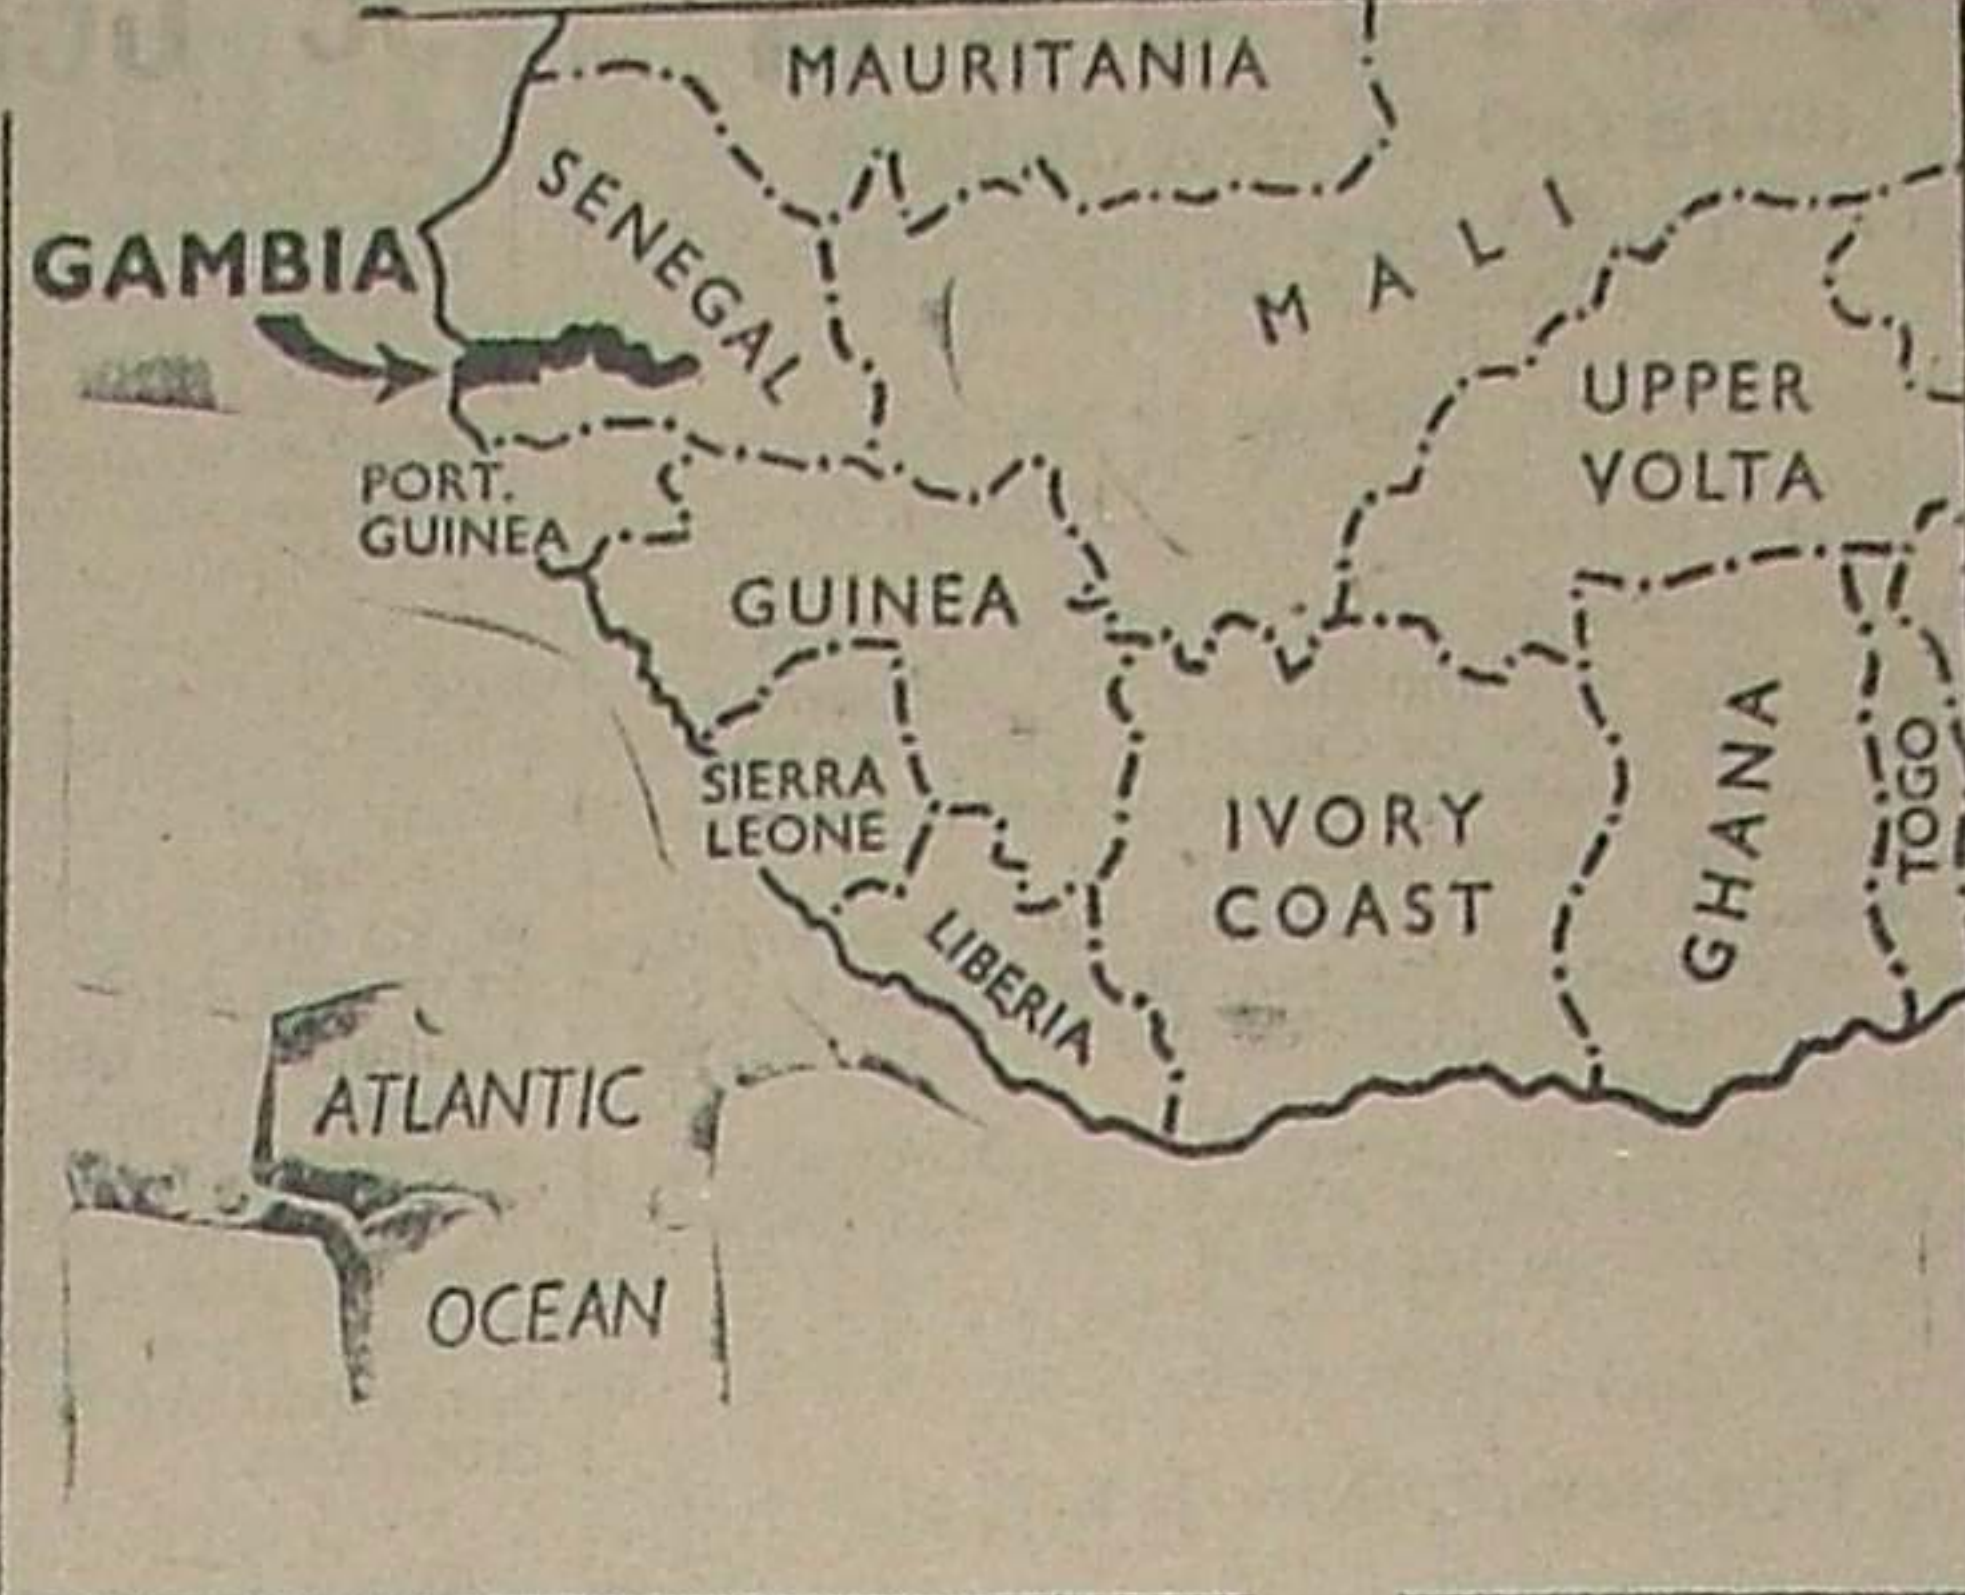 MAURITANIA
SENEGAL
GAMBIA
MALI
UPPER
VOLTA
PORT.
GUINEA
GUINEA
SIERRA
LEONE
LIBERIA
IVORY
COAST
GHANA
TOGO
ATLANTIC
OCEAN